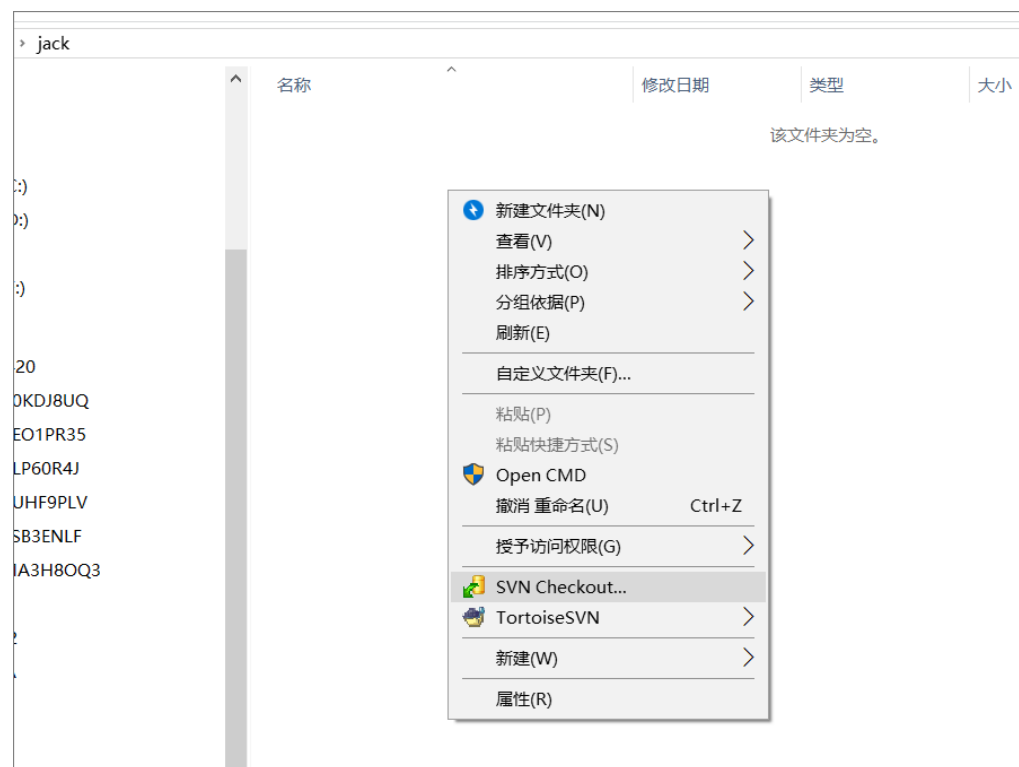 jack
名称 修改日期 类型 大小
该文件夹为空。
:)
:)
:)
20
0KDJ8UQ
EO1PR35
LP60R4J
UHF9PLV
SB3ENLF
IA3H8OQ3
新建文件夹(N)
查看(V)
排序方式(O)
分组依据(P)
刷新(E)
自定义文件夹(F)...
粘贴(P)
粘贴快捷方式(S)
Open CMD
撤消 重命名(U) Ctrl+Z
授予访问权限(G)
SVN Checkout...
TortoiseSVN
新建(W)
属性(R)